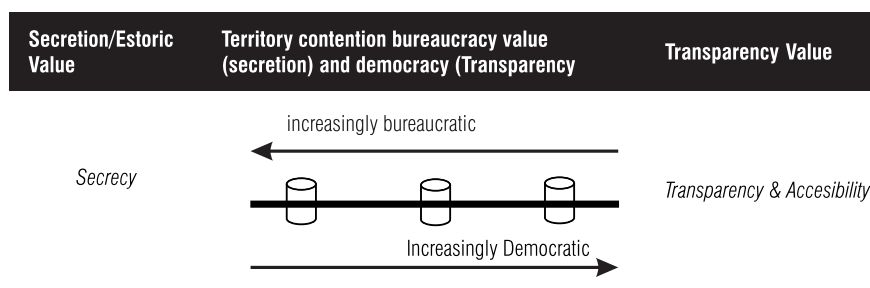 Secretion/Estoric
Value
Territory contention bureaucracy value
(secretion) and democracy (Transparency
Transparency Value
increasingly bureaucratic
Secrecy
Transparency & Accesibility
Increasingly Democratic